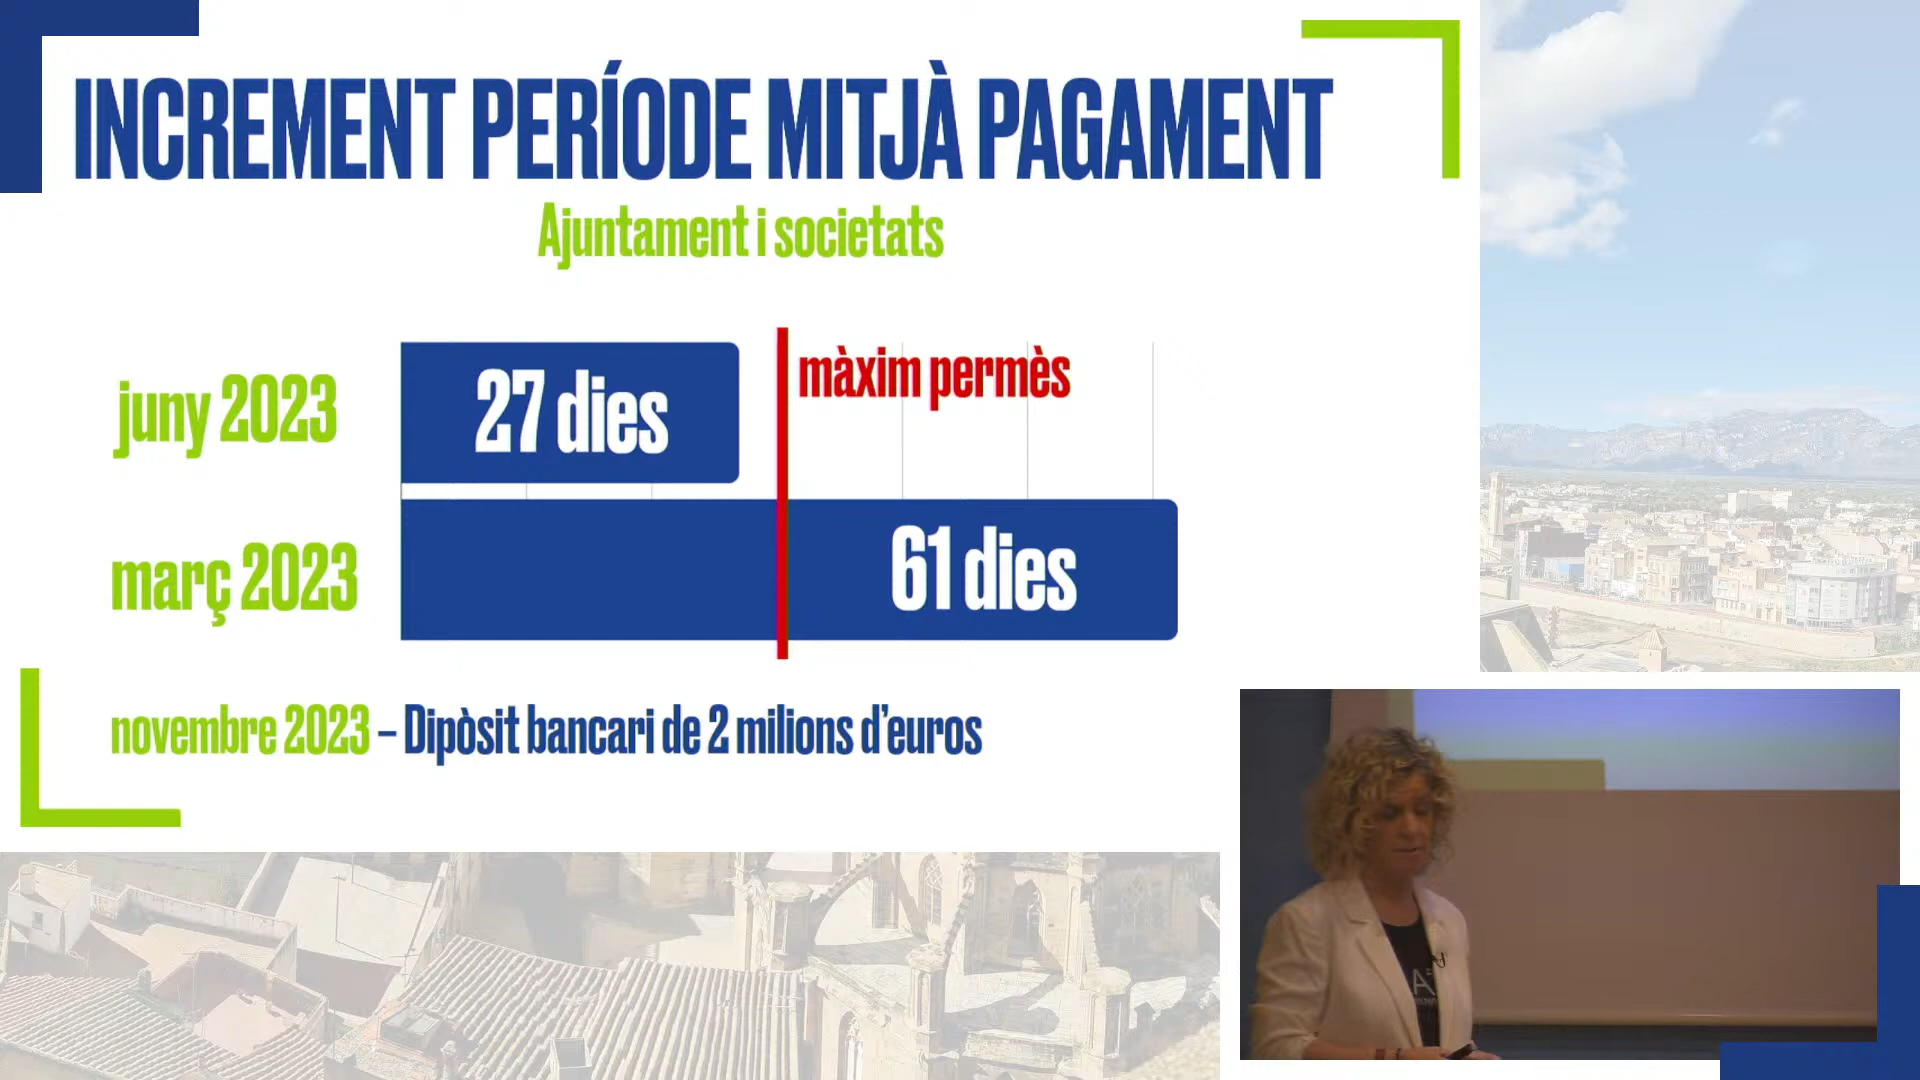 INCREMENT PERÍODE MITJÀ PAGAMENT
Ajuntament i societats
juny 2023
27 dies
màxim permès
març 2023
61 dies
novembre 2023 – Dipòsit bancari de 2 milions d'euros